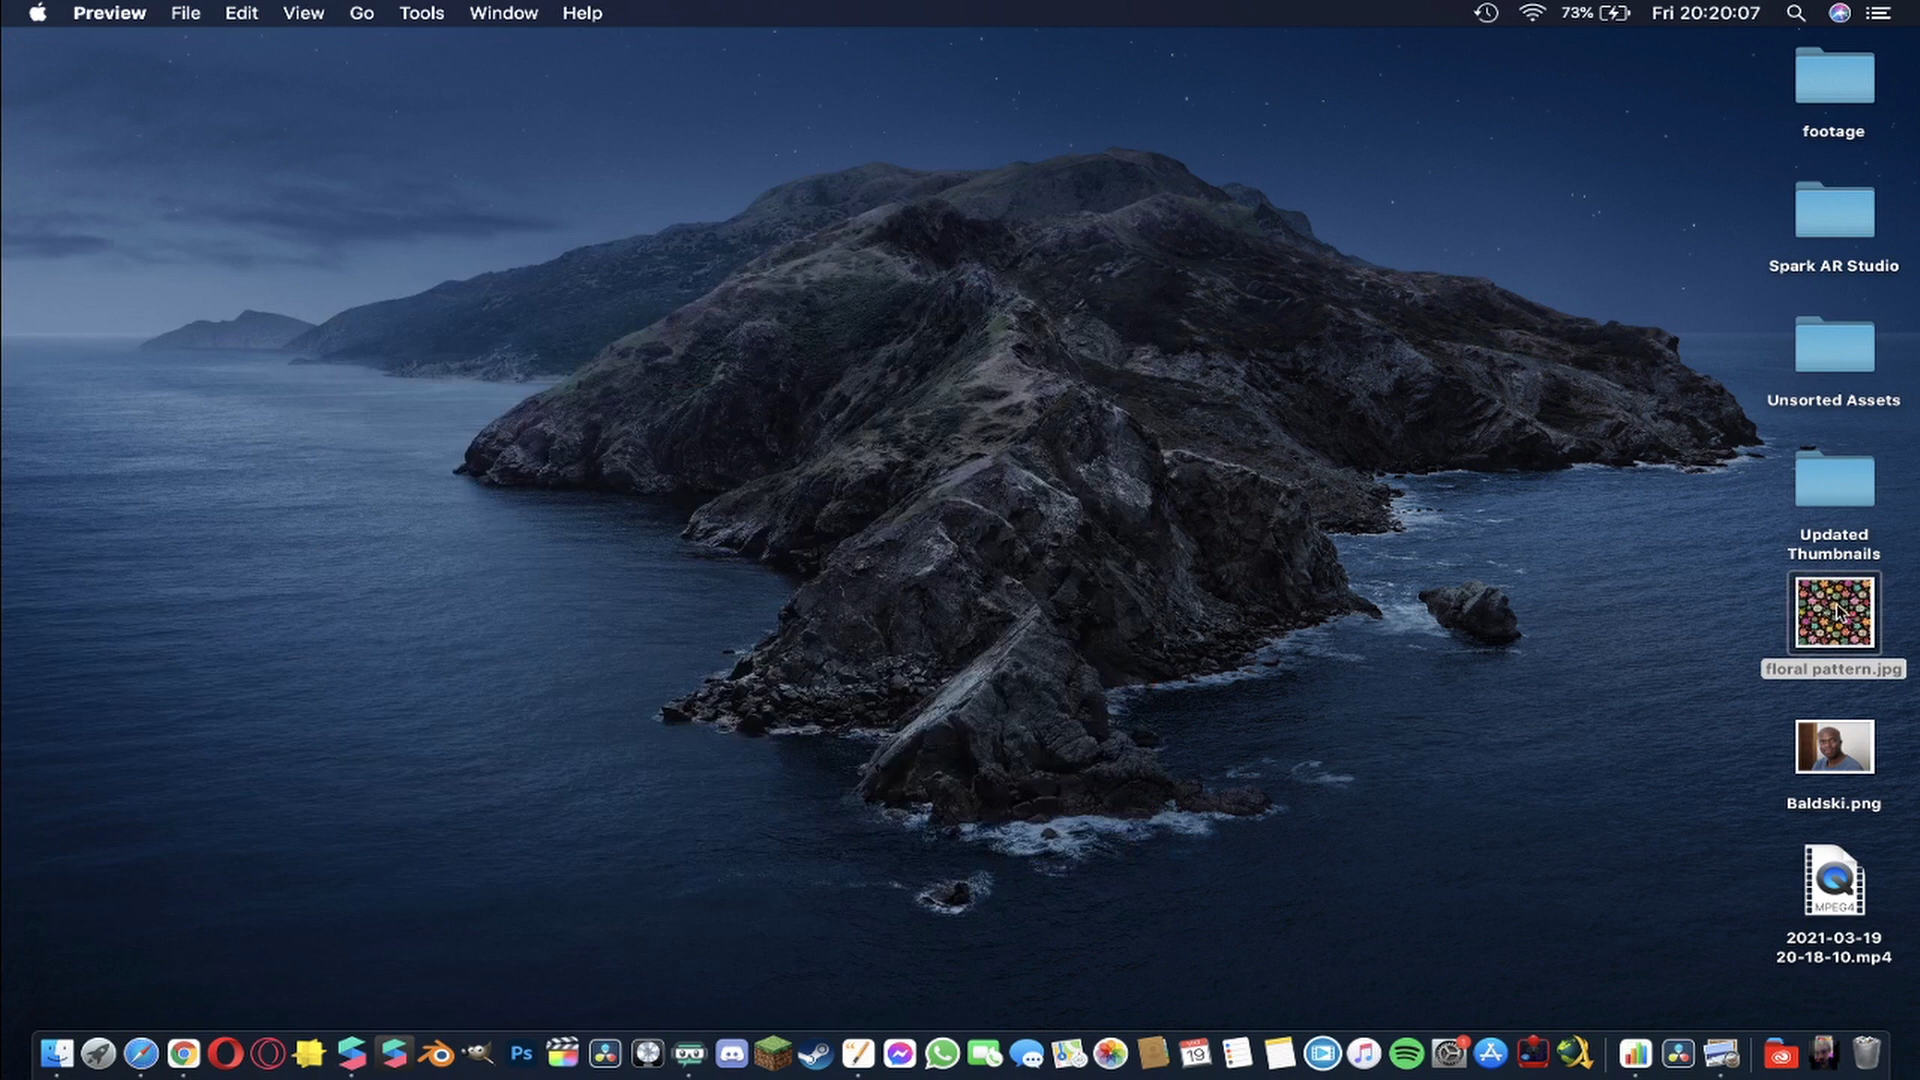 Preview File Edit View Go Tools Window Help 73% Fri 20:20:07
footage
Spark AR Studio
Unsorted Assets
Updated
Thumbnails
floral pattern.jpg
Baldski.png
MPEG4
2021-03-19
20-18-10.mp4
Ps
19